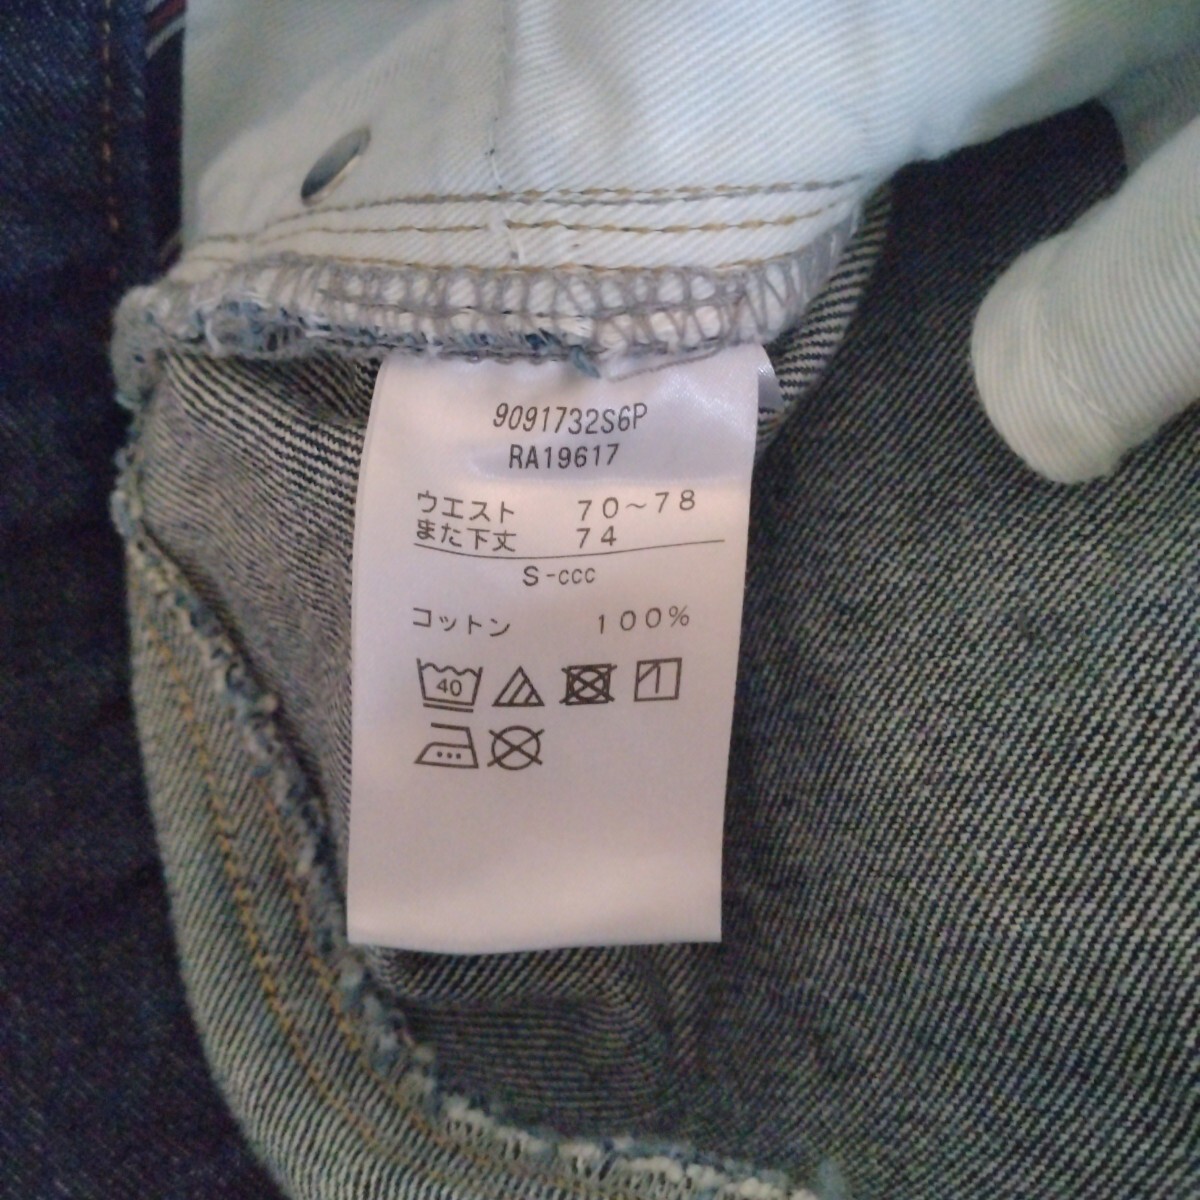 9091732S6P
RA19617
ウエスト 70～78
また下丈 74
S-ccc
コットン 100%
40